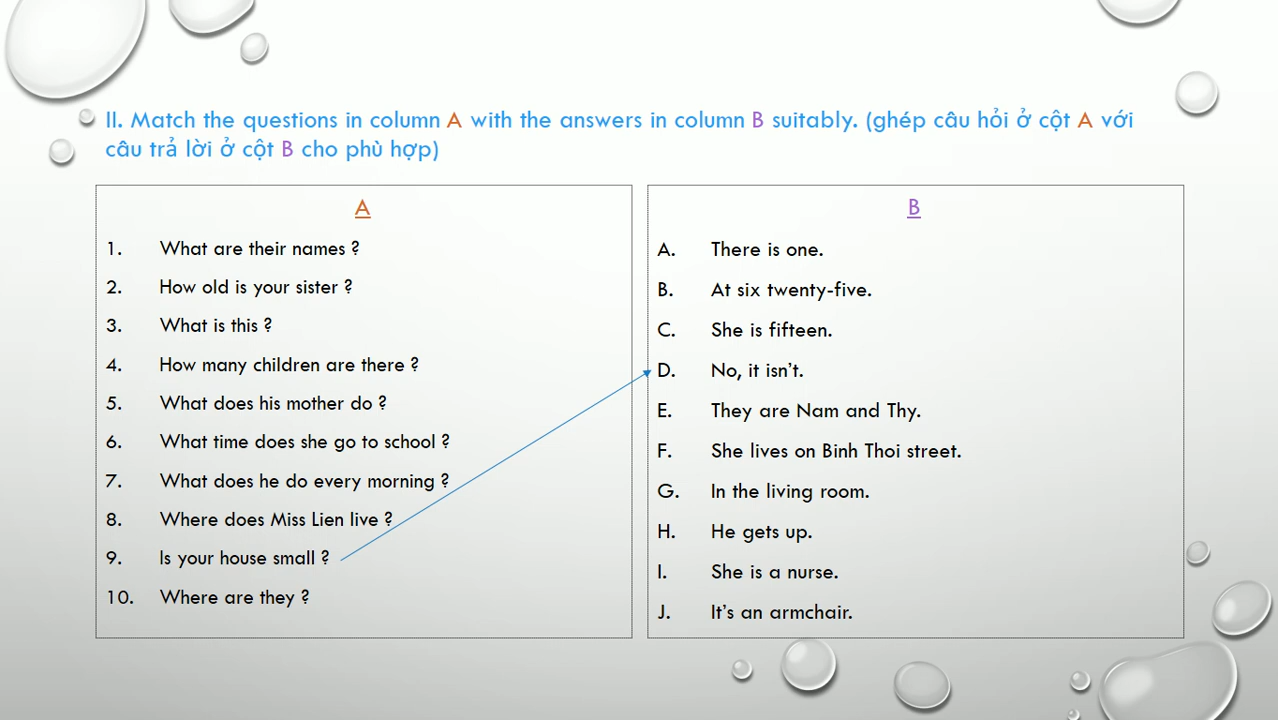 II. Match the questions in column A with the answers in column B suitably. (ghép câu hỏi ở cột A với
câu trả lời ở cột B cho phù hợp)
A
1. What are their names ?
2. How old is your sister ?
3. What is this ?
4. How many children are there ?
5. What does his mother do ?
6. What time does she go to school ?
7. What does he do every morning ?
8. Where does Miss Lien live ?
9. Is your house small ?
10. Where are they ?
B
A. There is one.
B. At six twenty-five.
C. She is fifteen.
D. No, it isn’t.
E. They are Nam and Thy.
F. She lives on Binh Thoi street.
G. In the living room.
H. He gets up.
I. She is a nurse.
J. It’s an armchair.